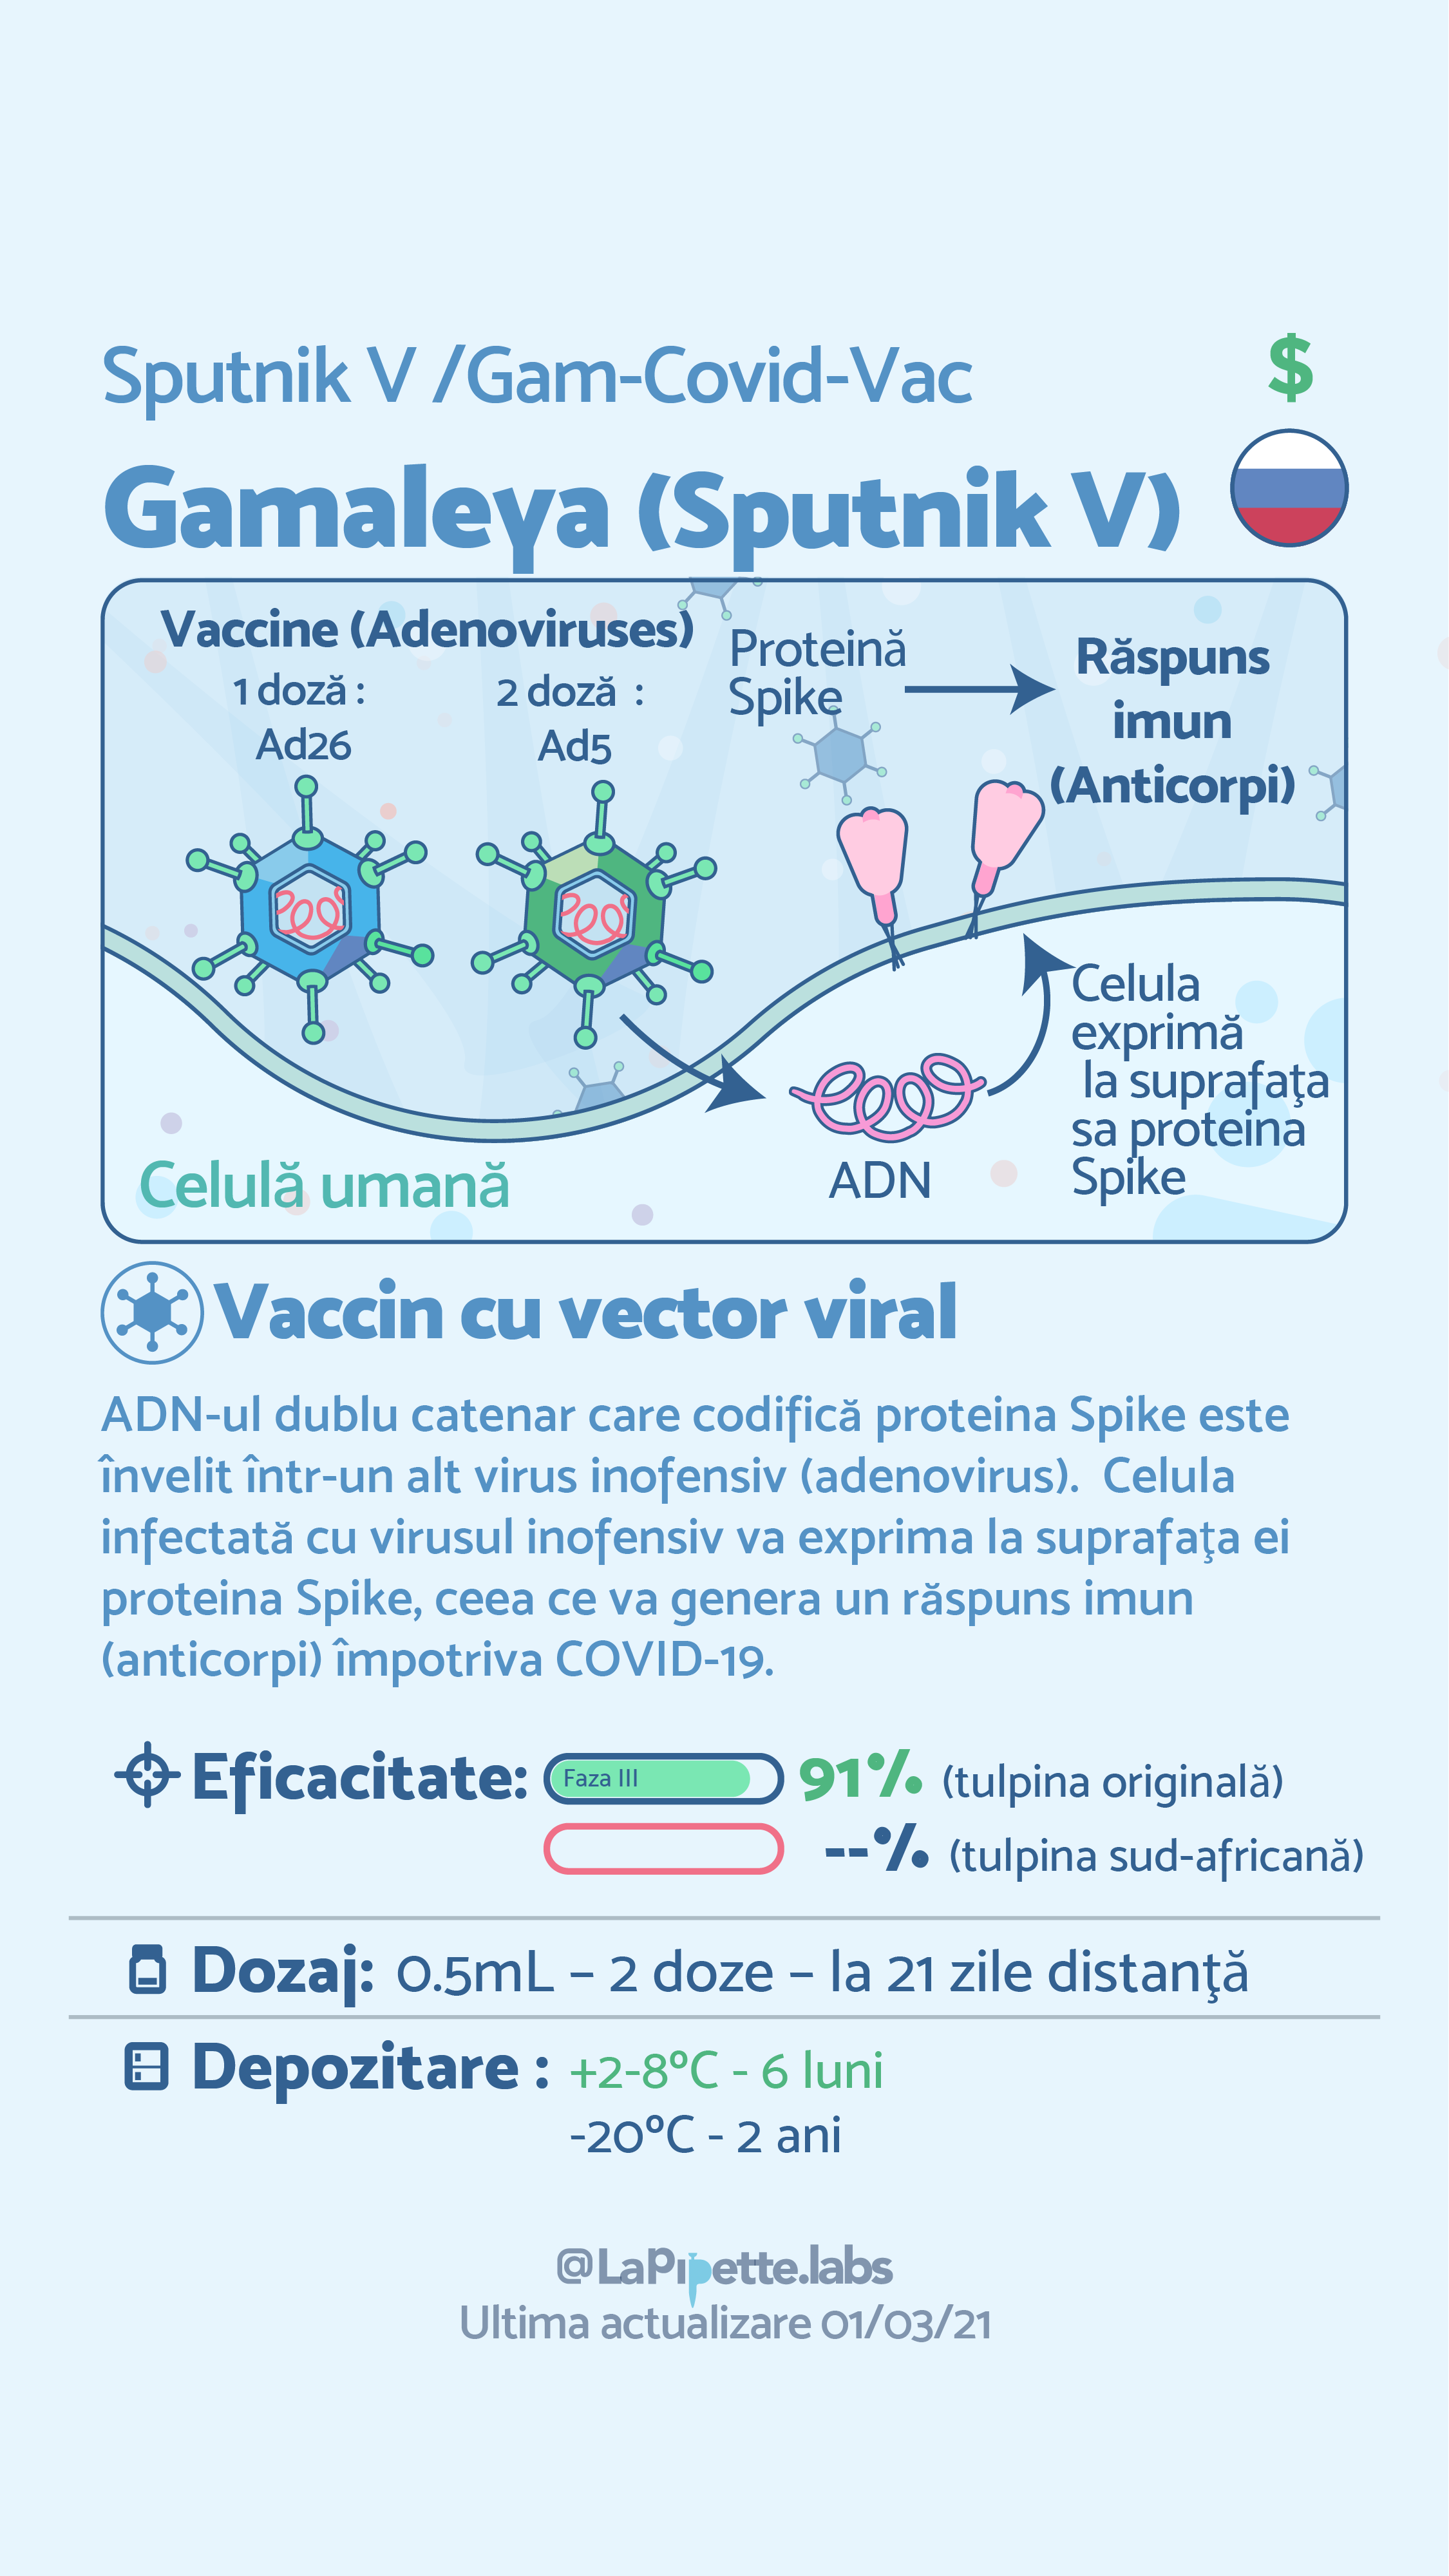 Sputnik V /Gam-Covid-Vac
$
Gamaleya (Sputnik V)
Vaccine (Adenoviruses)
1 doză :
Ad26
2 doză :
Ad5
Proteină
Spike
Răspuns
imun
(Anticorpi)
Celula
exprimă
la suprafaţa
sa proteina
Spike
ADN
Celulă umană
Vaccin cu vector viral
ADN-ul dublu catenar care codifică proteina Spike este
învelit într-un alt virus inofensiv (adenovirus). Celula
infectată cu virusul inofensiv va exprima la suprafaţa ei
proteina Spike, ceea ce va genera un răspuns imun
(anticorpi) împotriva COVID-19.
Eficacitate: Faza III 91% (tulpina originală)
--% (tulpina sud-africană)
Dozaj: 0.5mL – 2 doze – la 21 zile distanţă
Depozitare : +2-8°C - 6 luni
-20°C - 2 ani
@LaPipette.labs
Ultima actualizare 01/03/21